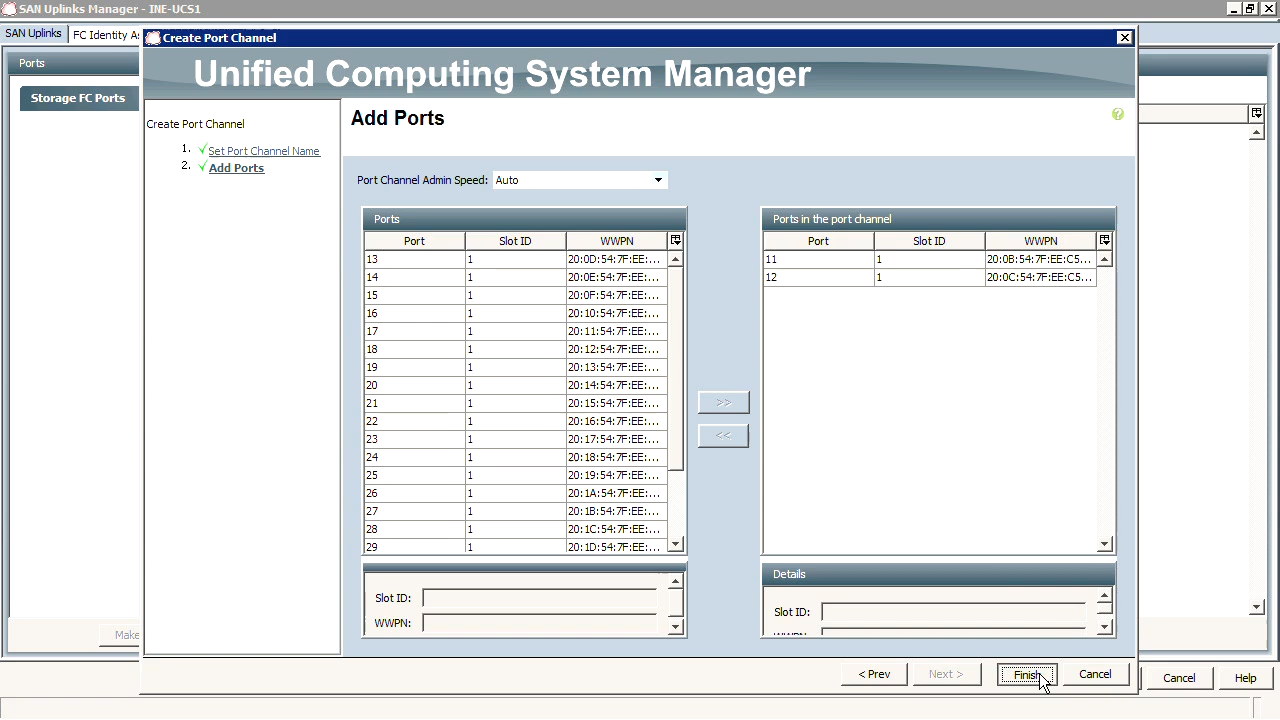 SAN Uplinks Manager - INE-UCS1
SAN Uplinks FC Identity As
Ports
Storage FC Ports
Make
Create Port Channel
Unified Computing System Manager
Create Port Channel
1. Set Port Channel Name
2. Add Ports
Add Ports
Port Channel Admin Speed: Auto
Ports
Port Slot ID WWPN
13 1 20:0D:54:7F:EE:...
14 1 20:0E:54:7F:EE:...
15 1 20:0F:54:7F:EE:...
16 1 20:10:54:7F:EE:...
17 1 20:11:54:7F:EE:...
18 1 20:12:54:7F:EE:...
19 1 20:13:54:7F:EE:...
20 1 20:14:54:7F:EE:...
21 1 20:15:54:7F:EE:...
22 1 20:16:54:7F:EE:...
23 1 20:17:54:7F:EE:...
24 1 20:18:54:7F:EE:...
25 1 20:19:54:7F:EE:...
26 1 20:1A:54:7F:EE:...
27 1 20:1B:54:7F:EE:...
28 1 20:1C:54:7F:EE:...
29 1 20:1D:54:7F:EE:...
Slot ID:
WWPN:
>>
<<
Ports in the port channel
Port Slot ID WWPN
11 1 20:0B:54:7F:EE:C5...
12 1 20:0C:54:7F:EE:C5...
Details
Slot ID:
WWPN:
< Prev Next > Finish Cancel
Cancel Help